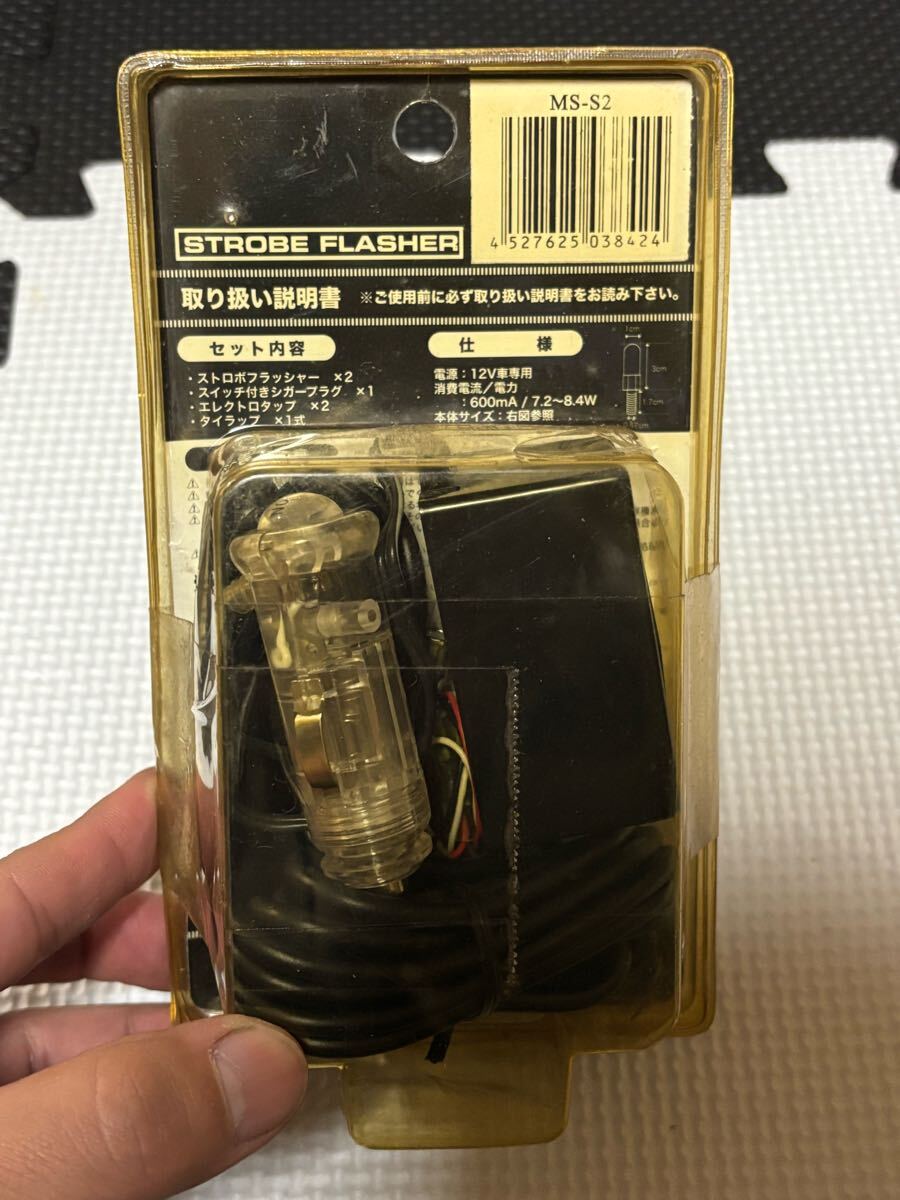 MS-S2
4 527625 038424
STROBE FLASHER
取り扱い説明書 ※ご使用前に必ず取り扱い説明書をお読み下さい。
セット内容
・ストロボフラッシャー ×2
・スイッチ付きシガープラグ ×1
・エレクトロタップ ×2
・タイラップ ×1式
仕 様
電源：12V車専用
消費電流／電力
：600mA / 7.2～8.4W
本体サイズ：右図参照
1cm
3cm
1.7cm